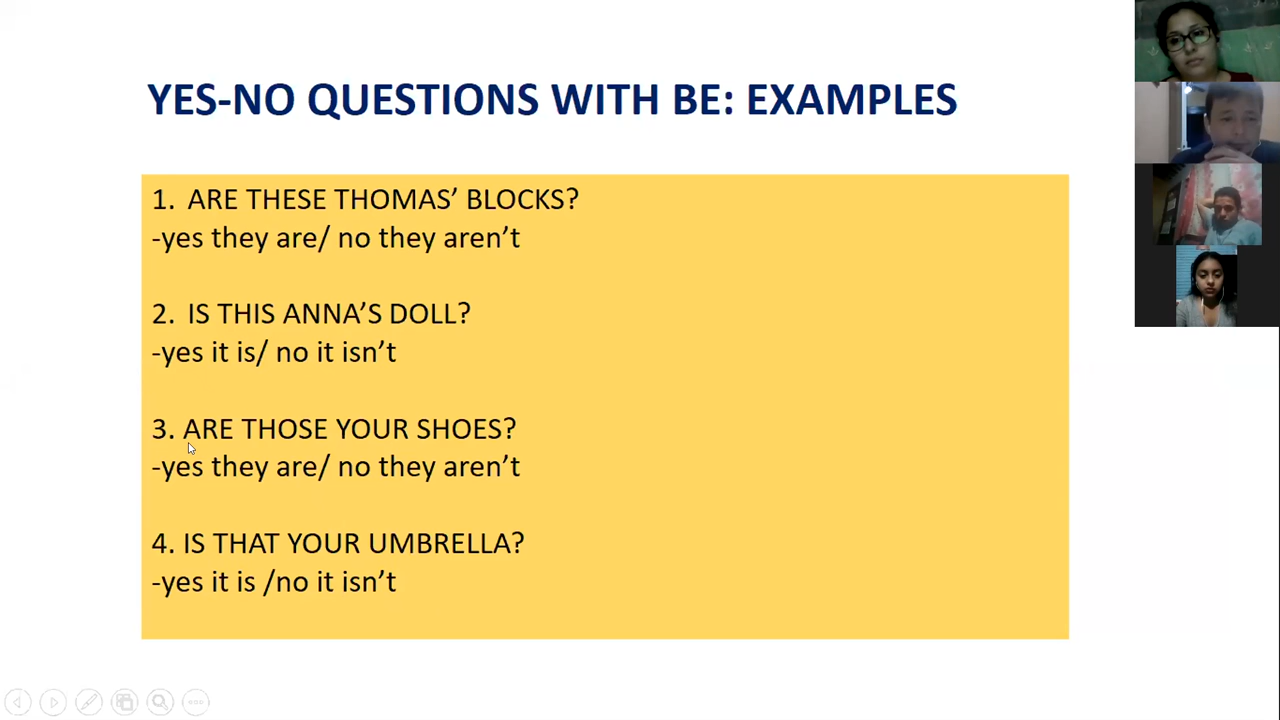 YES-NO QUESTIONS WITH BE: EXAMPLES
1. ARE THESE THOMAS’ BLOCKS?
-yes they are/ no they aren’t
2. IS THIS ANNA’S DOLL?
-yes it is/ no it isn’t
3. ARE THOSE YOUR SHOES?
-yes they are/ no they aren’t
4. IS THAT YOUR UMBRELLA?
-yes it is /no it isn’t